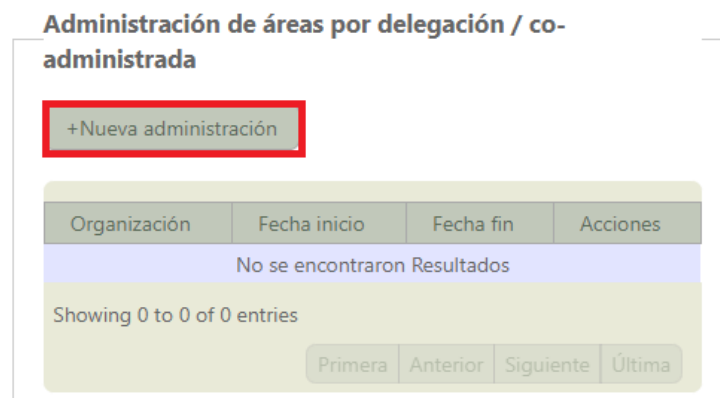 Administración de áreas por delegación / co-
administrada
+Nueva administración
Organización Fecha inicio Fecha fin Acciones
No se encontraron Resultados
Showing 0 to 0 of 0 entries
Primera Anterior Siguiente Última